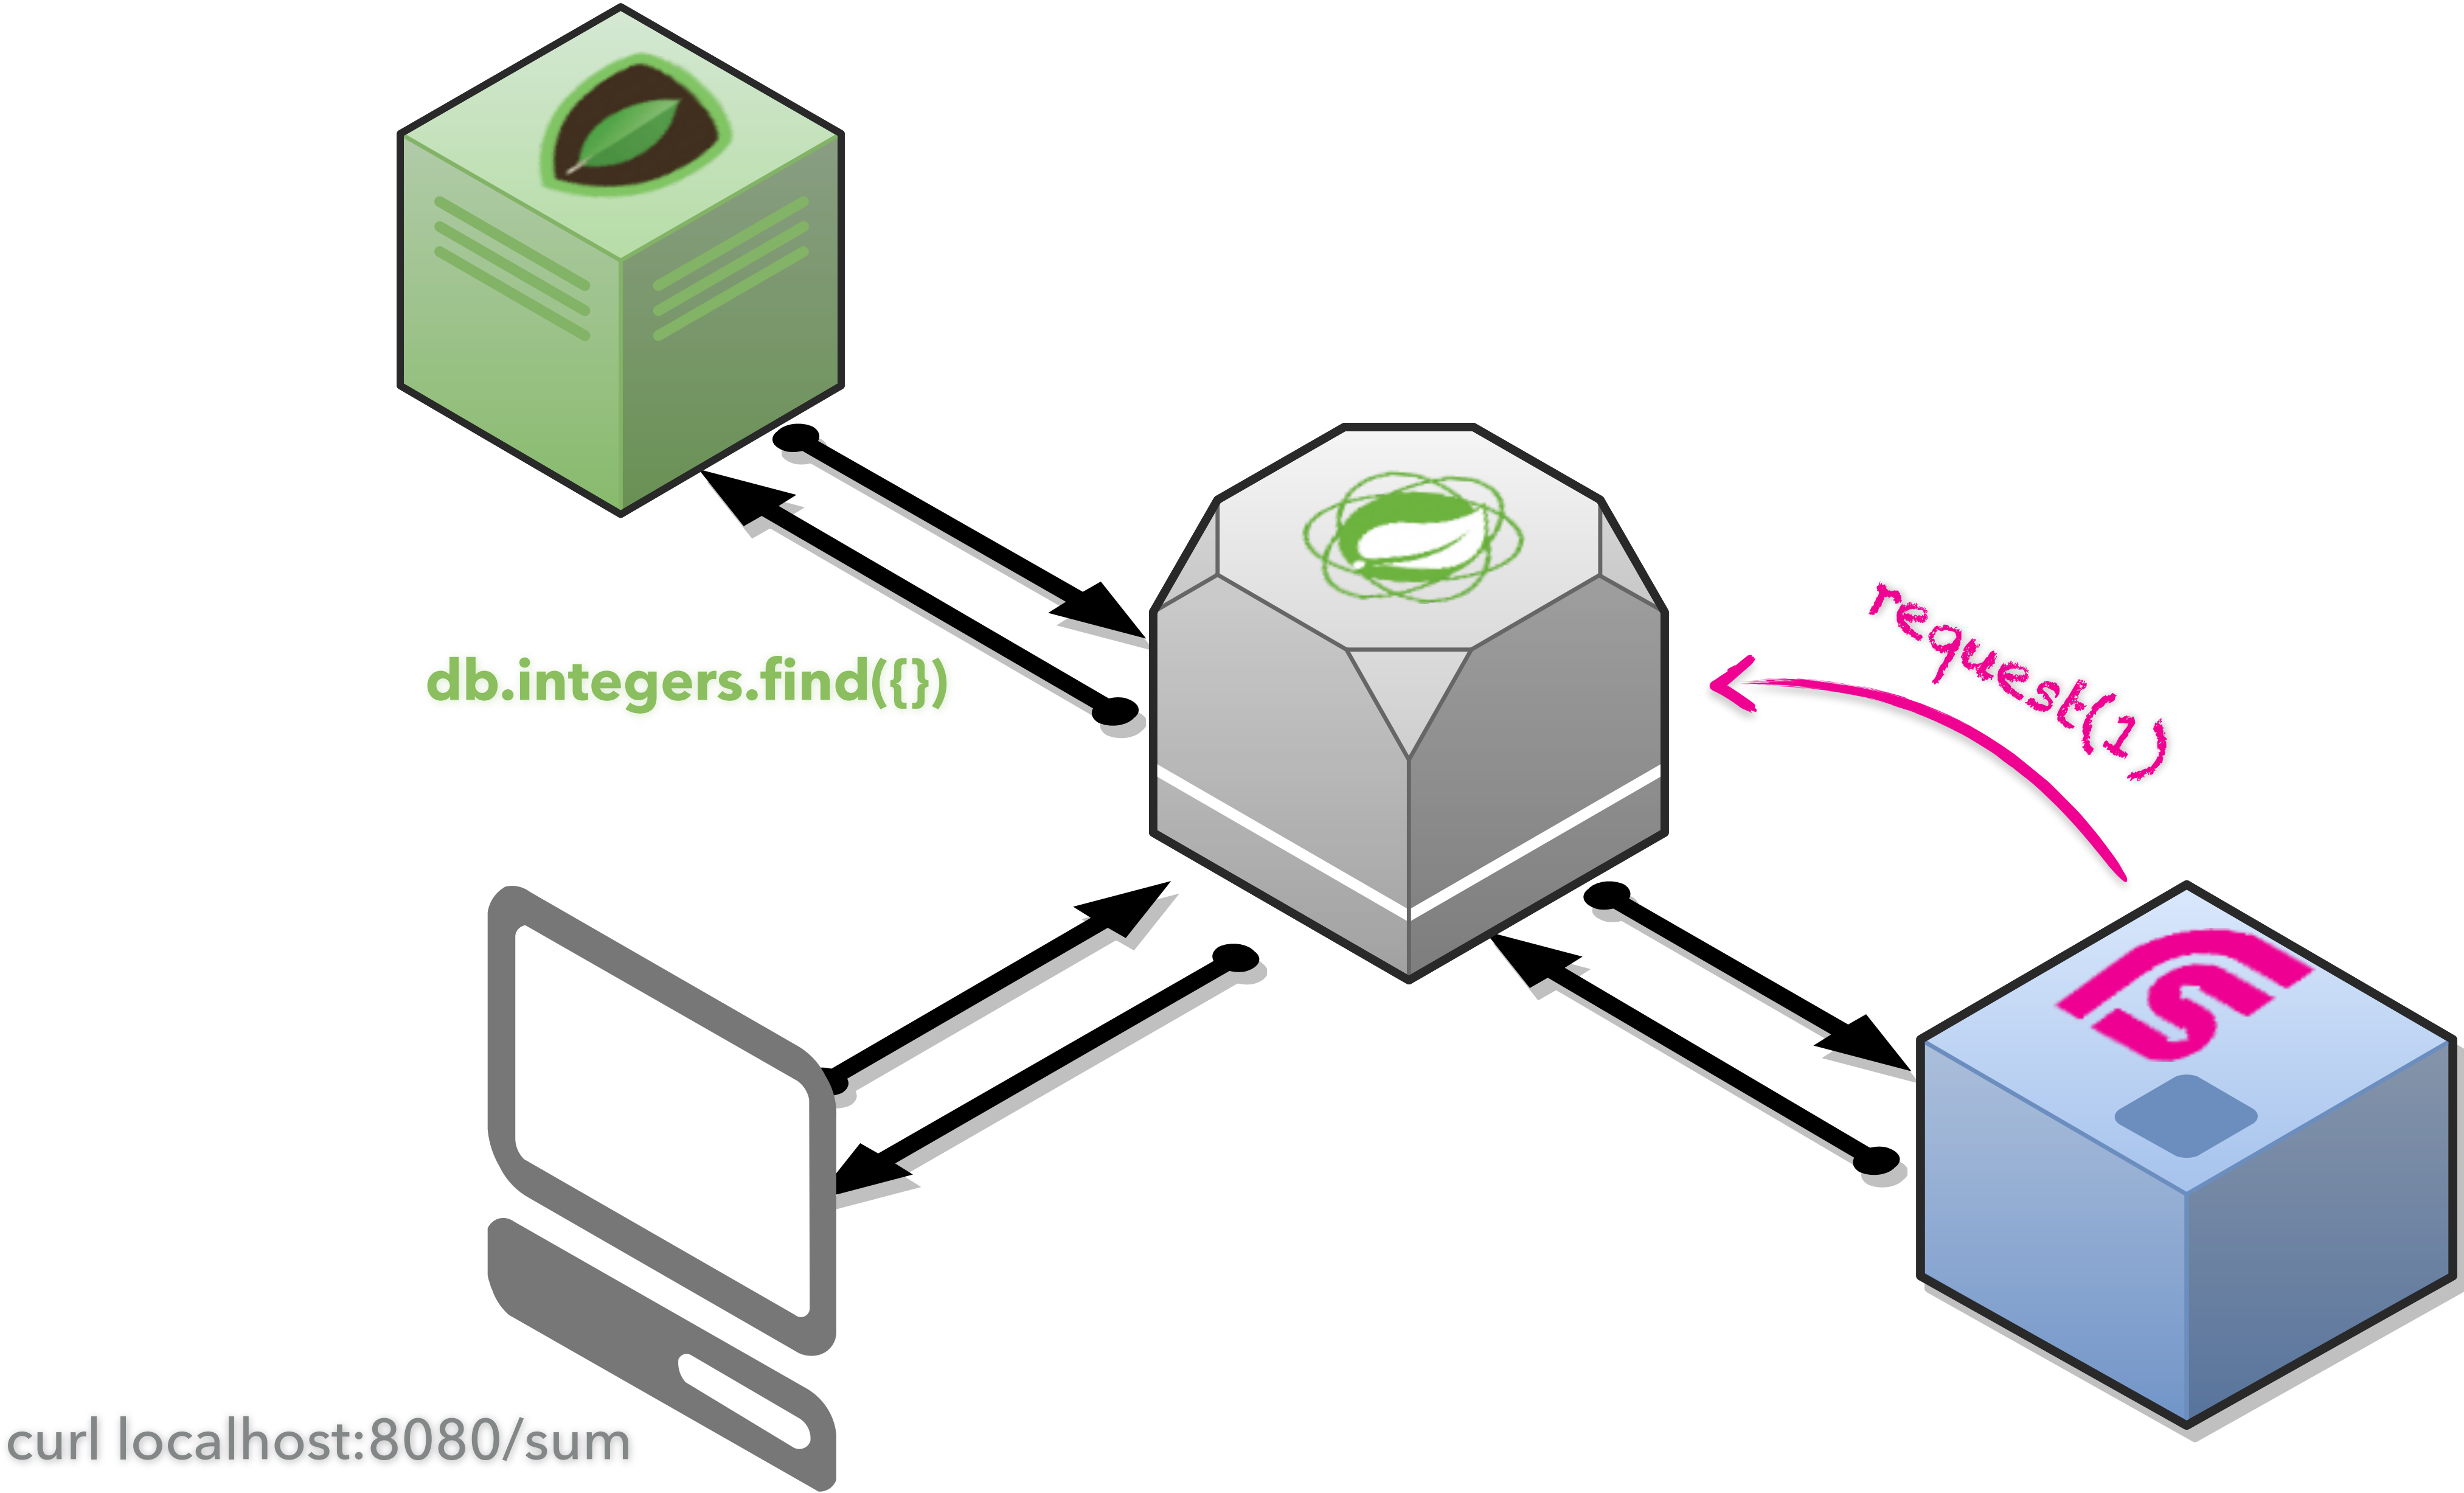 db.integers.find({})
request(1)
curl localhost:8080/sum